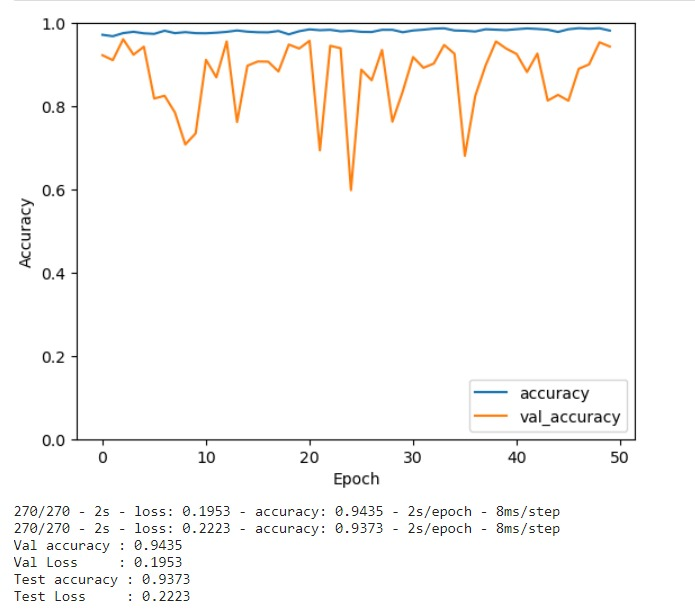 1.0
0.8
0.6
0.4
0.2
0.0
Accuracy
0 10 20 30 40 50
Epoch
accuracy
val_accuracy
270/270 - 2s - loss: 0.1953 - accuracy: 0.9435 - 2s/epoch - 8ms/step
270/270 - 2s - loss: 0.2223 - accuracy: 0.9373 - 2s/epoch - 8ms/step
Val accuracy : 0.9435
Val Loss     : 0.1953
Test accuracy : 0.9373
Test Loss     : 0.2223